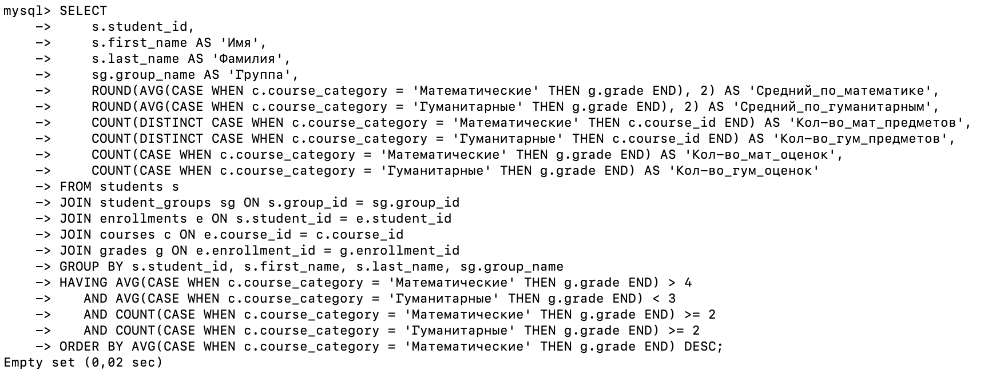 mysql> SELECT
    ->     s.student_id,
    ->     s.first_name AS 'Имя',
    ->     s.last_name AS 'Фамилия',
    ->     sg.group_name AS 'Группа',
    ->     ROUND(AVG(CASE WHEN c.course_category = 'Математические' THEN g.grade END), 2) AS 'Средний_по_математике',
    ->     ROUND(AVG(CASE WHEN c.course_category = 'Гуманитарные' THEN g.grade END), 2) AS 'Средний_по_гуманитарным',
    ->     COUNT(DISTINCT CASE WHEN c.course_category = 'Математические' THEN c.course_id END) AS 'Кол-во_мат_предметов',
    ->     COUNT(DISTINCT CASE WHEN c.course_category = 'Гуманитарные' THEN c.course_id END) AS 'Кол-во_гум_предметов',
    ->     COUNT(CASE WHEN c.course_category = 'Математические' THEN g.grade END) AS 'Кол-во_мат_оценок',
    ->     COUNT(CASE WHEN c.course_category = 'Гуманитарные' THEN g.grade END) AS 'Кол-во_гум_оценок'
    -> FROM students s
    -> JOIN student_groups sg ON s.group_id = sg.group_id
    -> JOIN enrollments e ON s.student_id = e.student_id
    -> JOIN courses c ON e.course_id = c.course_id
    -> JOIN grades g ON e.enrollment_id = g.enrollment_id
    -> GROUP BY s.student_id, s.first_name, s.last_name, sg.group_name
    -> HAVING AVG(CASE WHEN c.course_category = 'Математические' THEN g.grade END) > 4
    ->    AND AVG(CASE WHEN c.course_category = 'Гуманитарные' THEN g.grade END) < 3
    ->    AND COUNT(CASE WHEN c.course_category = 'Математические' THEN g.grade END) >= 2
    ->    AND COUNT(CASE WHEN c.course_category = 'Гуманитарные' THEN g.grade END) >= 2
    -> ORDER BY AVG(CASE WHEN c.course_category = 'Математические' THEN g.grade END) DESC;
Empty set (0,02 sec)